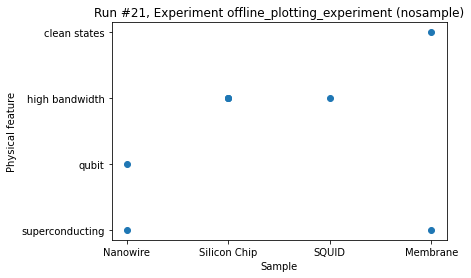 Run #21, Experiment offline_plotting_experiment (nosample)
clean states
high bandwidth
qubit
superconducting
Physical feature
Nanowire Silicon Chip SQUID Membrane
Sample